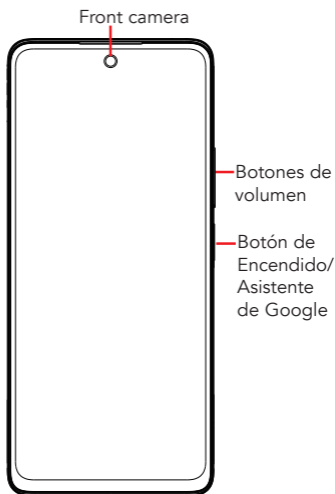 Front camera
Botones de
volumen
Botón de
Encendido/
Asistente
de Google